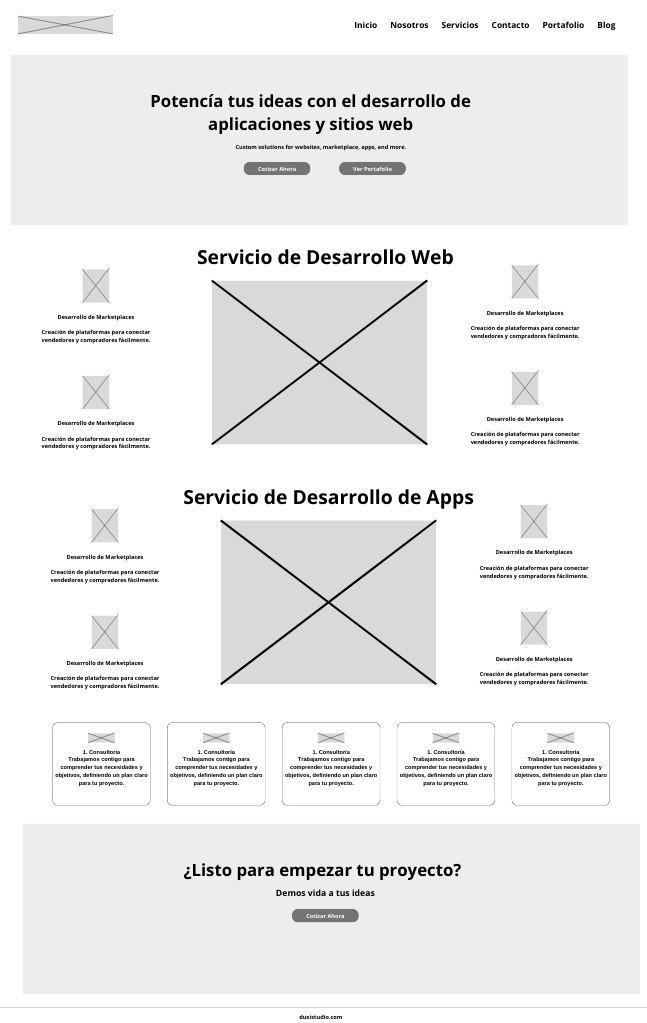 Inicio Nosotros Servicios Contacto Portafolio Blog
Potencía tus ideas con el desarrollo de
aplicaciones y sitios web
Custom solutions for websites, marketplace, apps, and more.
Cotizar Ahora
Ver Portafolio
Servicio de Desarrollo Web
Desarrollo de Marketplaces
Creación de plataformas para conectar
vendedores y compradores fácilmente.
Desarrollo de Marketplaces
Creación de plataformas para conectar
vendedores y compradores fácilmente.
Desarrollo de Marketplaces
Creación de plataformas para conectar
vendedores y compradores fácilmente.
Desarrollo de Marketplaces
Creación de plataformas para conectar
vendedores y compradores fácilmente.
Servicio de Desarrollo de Apps
Desarrollo de Marketplaces
Creación de plataformas para conectar
vendedores y compradores fácilmente.
Desarrollo de Marketplaces
Creación de plataformas para conectar
vendedores y compradores fácilmente.
Desarrollo de Marketplaces
Creación de plataformas para conectar
vendedores y compradores fácilmente.
Desarrollo de Marketplaces
Creación de plataformas para conectar
vendedores y compradores fácilmente.
1. Consultoría
Trabajamos contigo para
comprender tus necesidades y
objetivos, definiendo un plan claro
para tu proyecto.
1. Consultoría
Trabajamos contigo para
comprender tus necesidades y
objetivos, definiendo un plan claro
para tu proyecto.
1. Consultoría
Trabajamos contigo para
comprender tus necesidades y
objetivos, definiendo un plan claro
para tu proyecto.
1. Consultoría
Trabajamos contigo para
comprender tus necesidades y
objetivos, definiendo un plan claro
para tu proyecto.
1. Consultoría
Trabajamos contigo para
comprender tus necesidades y
objetivos, definiendo un plan claro
para tu proyecto.
¿Listo para empezar tu proyecto?
Demos vida a tus ideas
Cotizar Ahora
duxistudio.com